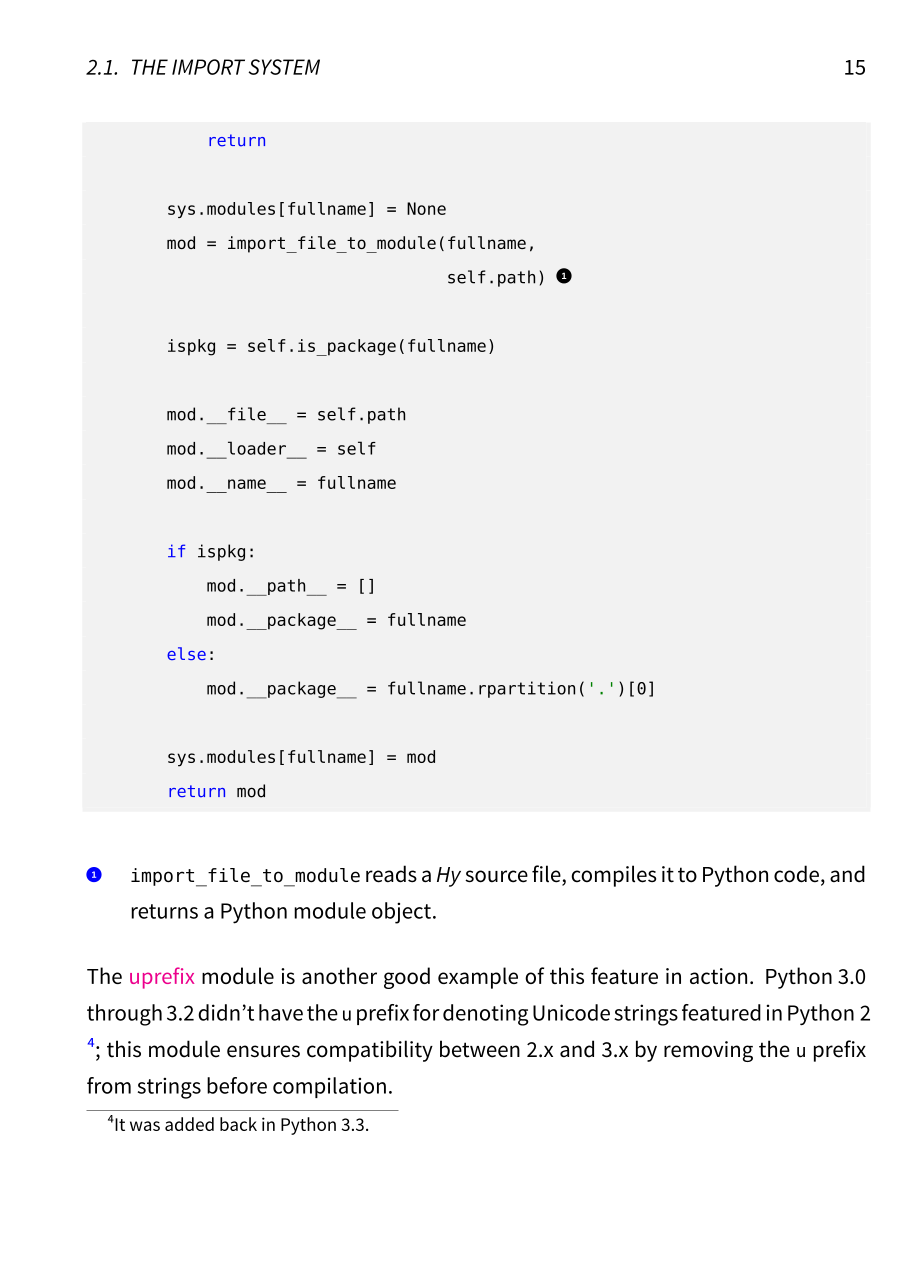 2.1. THE IMPORT SYSTEM 15
            return

        sys.modules[fullname] = None
        mod = import_file_to_module(fullname,
                                    self.path) ❶

        ispkg = self.is_package(fullname)

        mod.__file__ = self.path
        mod.__loader__ = self
        mod.__name__ = fullname

        if ispkg:
            mod.__path__ = []
            mod.__package__ = fullname
        else:
            mod.__package__ = fullname.rpartition('.')[0]

        sys.modules[fullname] = mod
        return mod

❶ import_file_to_module reads a Hy source file, compiles it to Python code, and
returns a Python module object.

The uprefix module is another good example of this feature in action. Python 3.0
through 3.2 didn’t have the u prefix for denoting Unicode strings featured in Python 2
4; this module ensures compatibility between 2.x and 3.x by removing the u prefix
from strings before compilation.
4It was added back in Python 3.3.